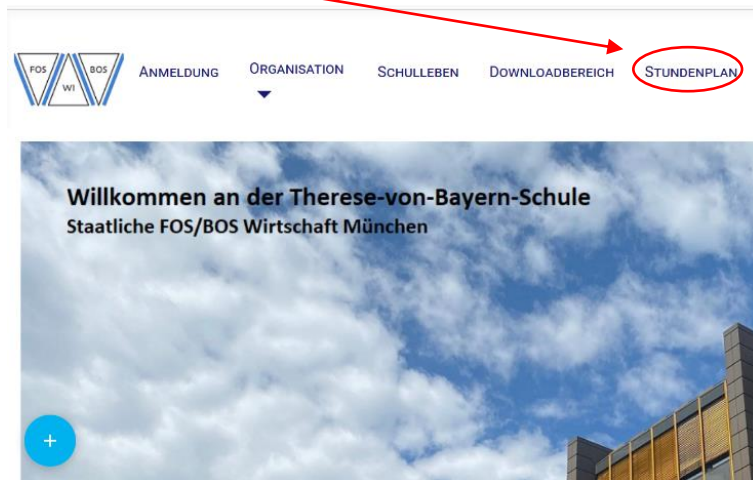 FOS BOS
WI
ANMELDUNG ORGANISATION SCHULLEBEN DOWNLOADBEREICH STUNDENPLAN
Willkommen an der Therese-von-Bayern-Schule
Staatliche FOS/BOS Wirtschaft München
+